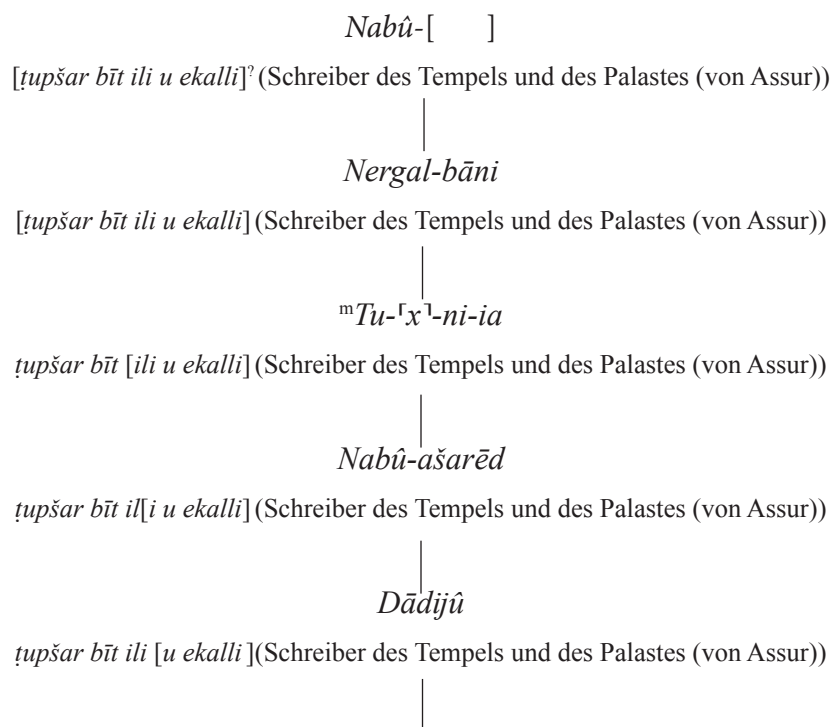 Nabû-[ ]
[ṭupšar bīt ili u ekalli]? (Schreiber des Tempels und des Palastes (von Assur))
Nergal-bāni
[ṭupšar bīt ili u ekalli] (Schreiber des Tempels und des Palastes (von Assur))
mTu-⸢x⸣-ni-ia
ṭupšar bīt [ili u ekalli] (Schreiber des Tempels und des Palastes (von Assur))
Nabû-ašarēd
ṭupšar bīt il[i u ekalli] (Schreiber des Tempels und des Palastes (von Assur))
Dādijû
ṭupšar bīt ili [u ekalli ](Schreiber des Tempels und des Palastes (von Assur))